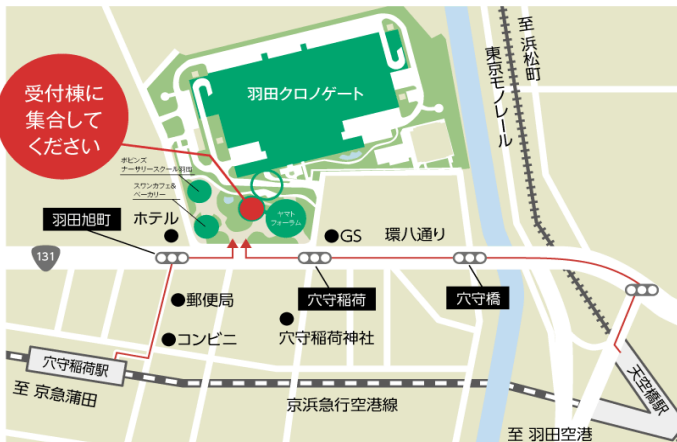 受付棟に
集合して
ください
羽田クロノゲート
ポピンズ
ナーサリースクール羽田
スワンカフェ&
ベーカリー
ヤマト
フォーラム
至 浜松町
東京モノレール
羽田旭町
ホテル
GS
環八通り
131
穴守稲荷
穴守橋
郵便局
コンビニ
穴守稲荷神社
穴守稲荷駅
至 京急蒲田
京浜急行空港線
天空橋駅
至 羽田空港